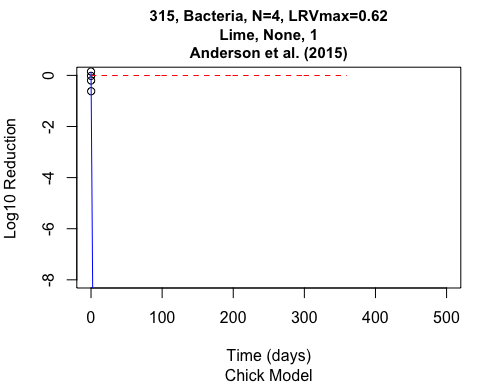 315, Bacteria, N=4, LRVmax=0.62
Lime, None, 1
Anderson et al. (2015)
Log10 Reduction
0
-2
-4
-6
-8
0 100 200 300 400 500
Time (days)
Chick Model